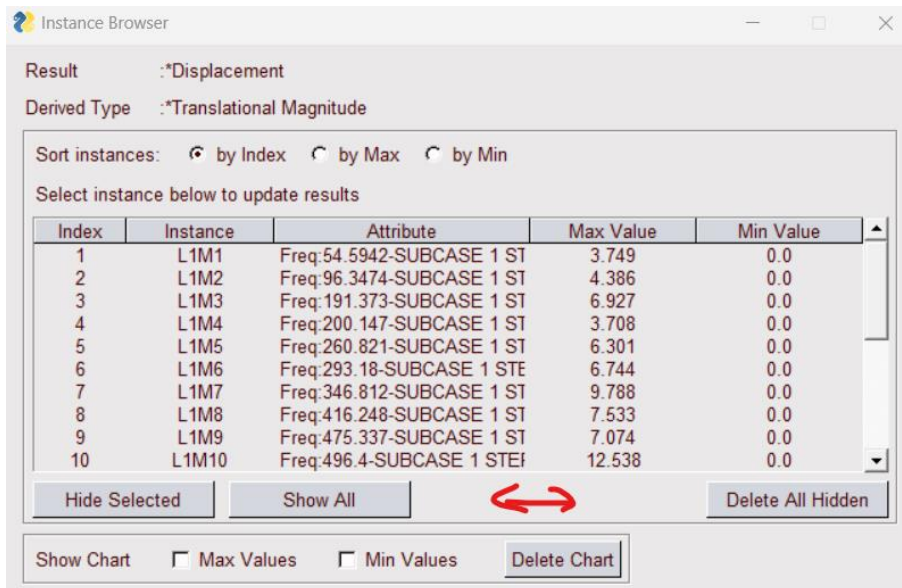 Instance Browser
Result :*Displacement
Derived Type :*Translational Magnitude
Sort instances: by Index by Max by Min
Select instance below to update results
Index Instance Attribute Max Value Min Value
1 L1M1 Freq:54.5942-SUBCASE 1 ST 3.749 0.0
2 L1M2 Freq:96.3474-SUBCASE 1 ST 4.386 0.0
3 L1M3 Freq:191.373-SUBCASE 1 ST 6.927 0.0
4 L1M4 Freq:200.147-SUBCASE 1 ST 3.708 0.0
5 L1M5 Freq:260.821-SUBCASE 1 ST 6.301 0.0
6 L1M6 Freq:293.18-SUBCASE 1 STE 6.744 0.0
7 L1M7 Freq:346.812-SUBCASE 1 ST 9.788 0.0
8 L1M8 Freq:416.248-SUBCASE 1 ST 7.533 0.0
9 L1M9 Freq:475.337-SUBCASE 1 ST 7.074 0.0
10 L1M10 Freq:496.4-SUBCASE 1 STEP 12.538 0.0
Hide Selected Show All Delete All Hidden
Show Chart Max Values Min Values Delete Chart